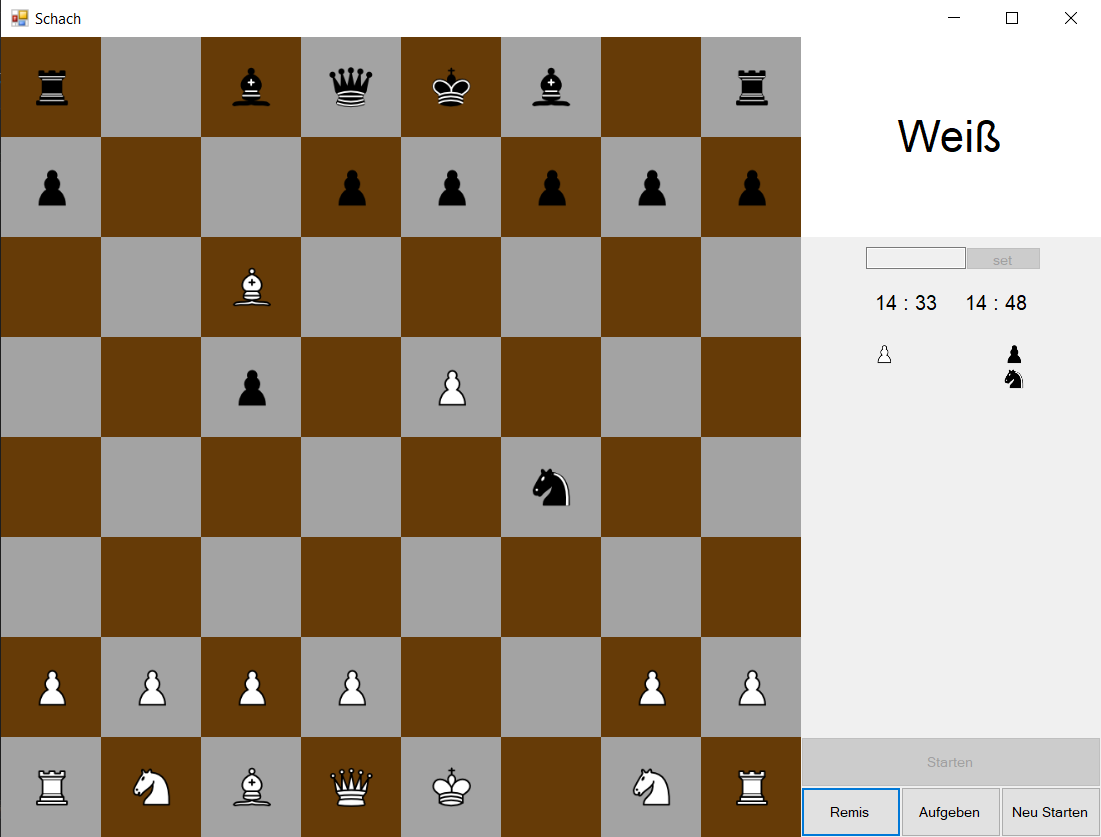 Schach
Weiß
set
14 : 33 14 : 48
Starten
Remis Aufgeben Neu Starten